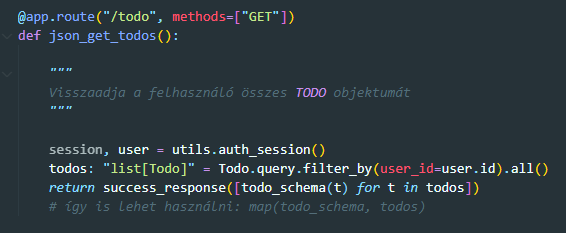 @app.route("/todo", methods=["GET"])
def json_get_todos():
"""
Visszaadja a felhasználó összes TODO objektumát
"""
session, user = utils.auth_session()
todos: "list[Todo]" = Todo.query.filter_by(user_id=user.id).all()
return success_response([todo_schema(t) for t in todos])
# így is lehet használni: map(todo_schema, todos)